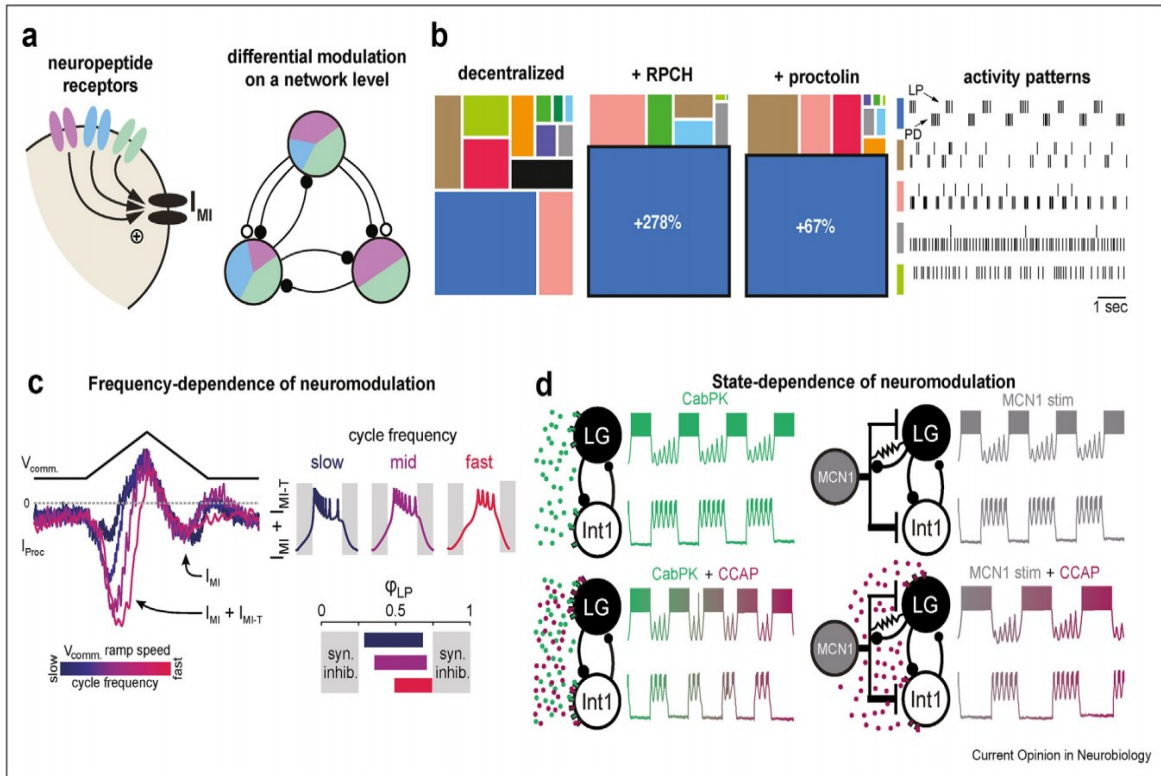 a
neuropeptide
receptors
I MI
⊕
differential modulation
on a network level
b
decentralized
+ RPCH
+ proctolin
activity patterns
+278%
+67%
LP
PD
1 sec
c
Frequency-dependence of neuromodulation
V comm.
0
I Proc
I MI
I MI + I MI-T
V comm. ramp speed
slow
fast
cycle frequency
cycle frequency
slow mid fast
I MI + I MI-T
φ LP
0 0.5 1
syn.
inhib.
syn.
inhib.
d
State-dependence of neuromodulation
CabPK
LG
Int1
MCN1 stim
MCN1
LG
Int1
CabPK + CCAP
LG
Int1
MCN1 stim + CCAP
MCN1
LG
Int1
Current Opinion in Neurobiology